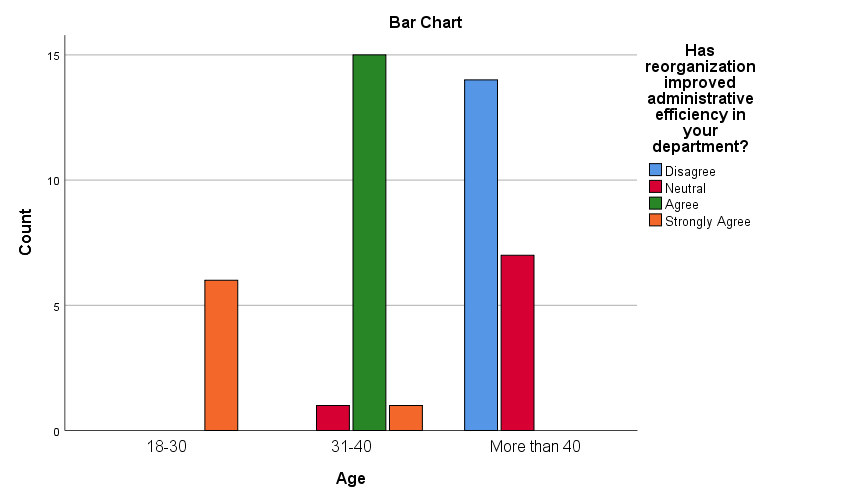 Bar Chart
15
10
5
0
Count
18-30
31-40
More than 40
Age
Has
reorganization
improved
administrative
efficiency in
your
department?
Disagree
Neutral
Agree
Strongly Agree